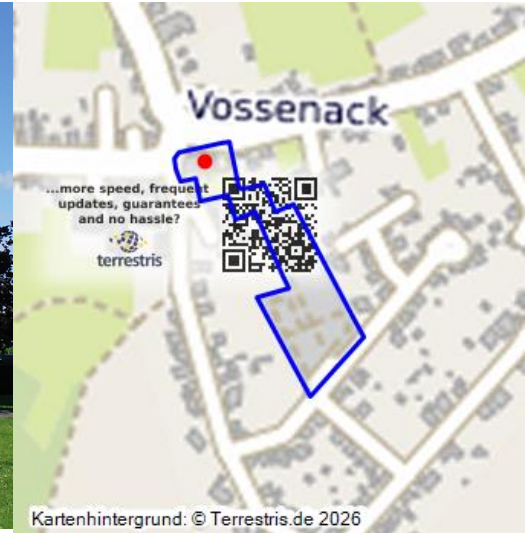 Vossenack
...more speed, frequent
updates, guarantees
and no hassle?
terrestris
Kartenhintergrund: © Terrestris.de 2026